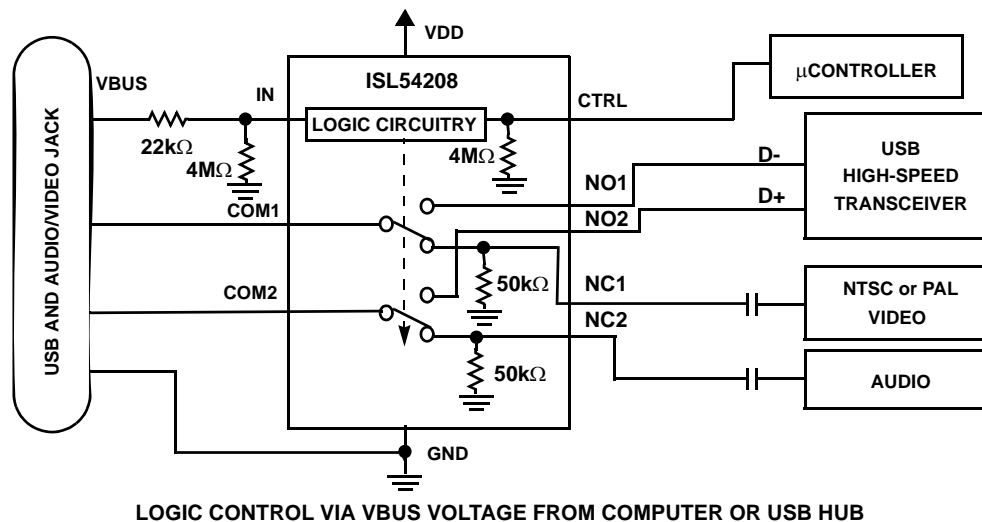 VDD
ISL54208
µCONTROLLER
VBUS
IN
CTRL
LOGIC CIRCUITRY
22kΩ
4MΩ
4MΩ
USB AND AUDIO/VIDEO JACK
USB
HIGH-SPEED
TRANSCEIVER
D-
D+
NO1
NO2
COM1
COM2
50kΩ
NC1
NC2
NTSC or PAL
VIDEO
50kΩ
AUDIO
GND
LOGIC CONTROL VIA VBUS VOLTAGE FROM COMPUTER OR USB HUB